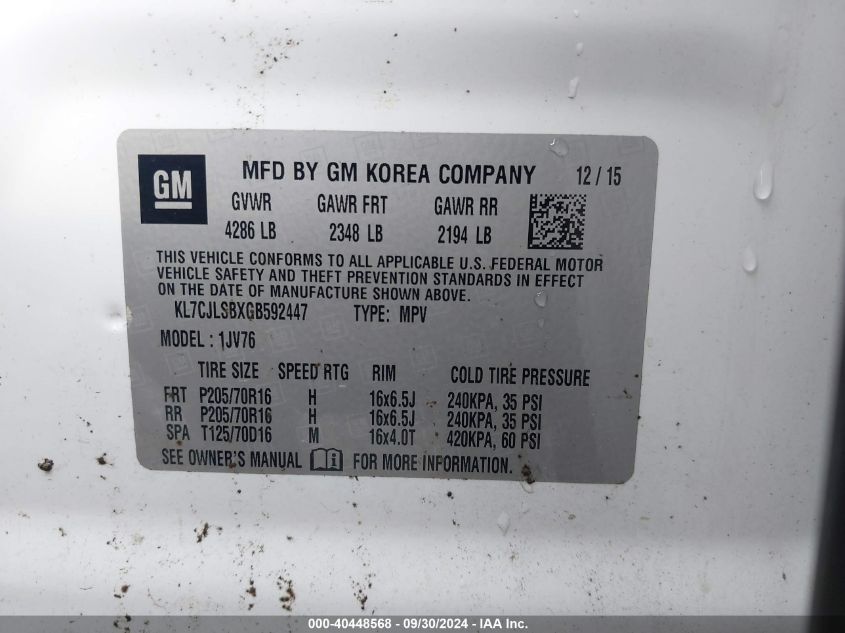 GM MFD BY GM KOREA COMPANY 12 / 15
GVWR GAWR FRT GAWR RR
4286 LB 2348 LB 2194 LB
THIS VEHICLE CONFORMS TO ALL APPLICABLE U.S. FEDERAL MOTOR
VEHICLE SAFETY AND THEFT PREVENTION STANDARDS IN EFFECT
ON THE DATE OF MANUFACTURE SHOWN ABOVE.
KL7CJLSBXGB592447 TYPE: MPV
MODEL : 1JV76
TIRE SIZE SPEED RTG RIM COLD TIRE PRESSURE
FRT P205/70R16 H 16x6.5J 240KPA, 35 PSI
RR P205/70R16 H 16x6.5J 240KPA, 35 PSI
SPA T125/70D16 M 16x4.0T 420KPA, 60 PSI
SEE OWNER'S MANUAL FOR MORE INFORMATION.
000-40448568 - 09/30/2024 - IAA Inc.